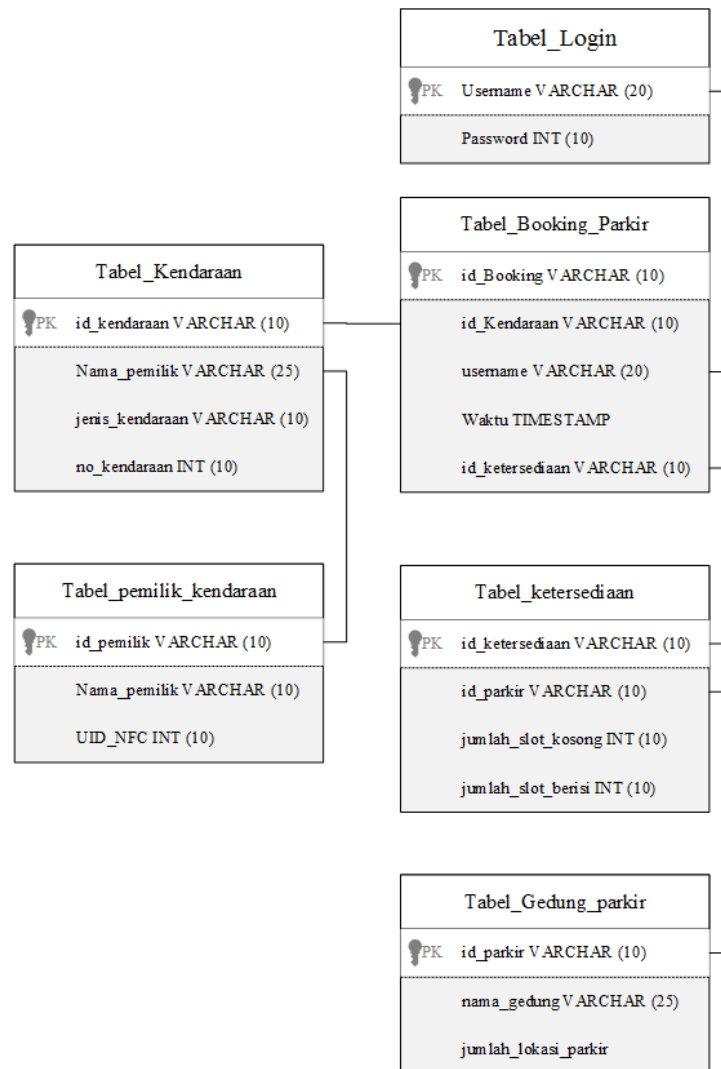 Tabel_Login
PK Username VARCHAR (20)
Password INT (10)
Tabel_Booking_Parkir
PK id_Booking VARCHAR (10)
id_Kendaraan VARCHAR (10)
username VARCHAR (20)
Waktu TIMESTAMP
id_ketersediaan VARCHAR (10)
Tabel_Kendaraan
PK id_kendaraan VARCHAR (10)
Nama_pemilik VARCHAR (25)
jenis_kendaraan VARCHAR (10)
no_kendaraan INT (10)
Tabel_pemilik_kendaraan
PK id_pemilik VARCHAR (10)
Nama_pemilik VARCHAR (10)
UID_NFC INT (10)
Tabel_ketersediaan
PK id_ketersediaan VARCHAR (10)
id_parkir VARCHAR (10)
jumlah_slot_kosong INT (10)
jumlah_slot_berisi INT (10)
Tabel_Gedung_parkir
PK id_parkir VARCHAR (10)
nama_gedung VARCHAR (25)
jumlah_lokasi_parkir